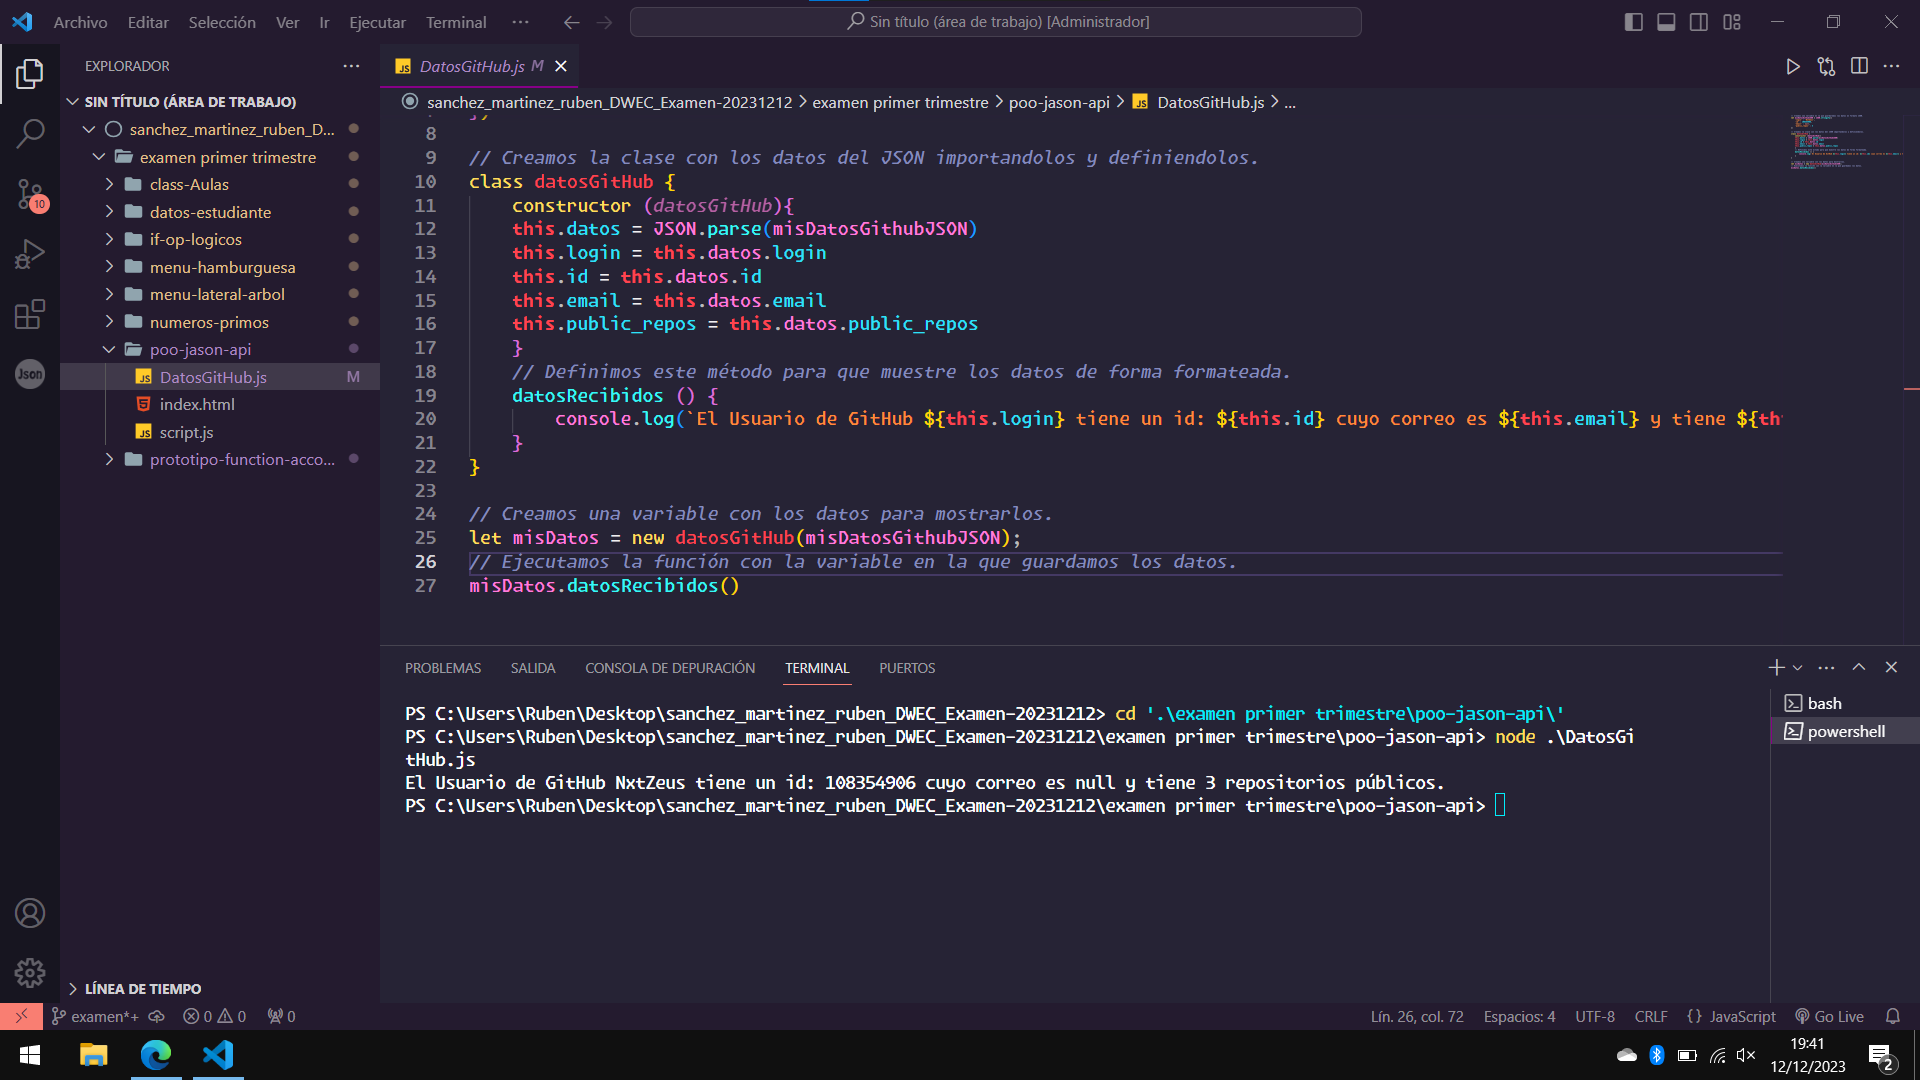 Archivo Editar Selección Ver Ir Ejecutar Terminal ··· Sin título (área de trabajo) [Administrador]
EXPLORADOR ···
SIN TÍTULO (ÁREA DE TRABAJO)
sanchez_martinez_ruben_D...
examen primer trimestre
class-Aulas
datos-estudiante
if-op-logicos
menu-hamburguesa
menu-lateral-arbol
numeros-primos
poo-jason-api
JS DatosGitHub.js M
index.html
JS script.js
prototipo-function-acco...
LÍNEA DE TIEMPO
10
Json
JS DatosGitHub.js M
sanchez_martinez_ruben_DWEC_Examen-20231212 > examen primer trimestre > poo-jason-api > JS DatosGitHub.js > ...
8
9 // Creamos la clase con los datos del JSON importandolos y definiendolos.
10 class datosGitHub {
11 constructor (datosGitHub){
12 this.datos = JSON.parse(misDatosGithubJSON)
13 this.login = this.datos.login
14 this.id = this.datos.id
15 this.email = this.datos.email
16 this.public_repos = this.datos.public_repos
17 }
18 // Definimos este método para que muestre los datos de forma formateada.
19 datosRecibidos () {
20 console.log(`El Usuario de GitHub ${this.login} tiene un id: ${this.id} cuyo correo es ${this.email} y tiene ${th
21 }
22 }
23
24 // Creamos una variable con los datos para mostrarlos.
25 let misDatos = new datosGitHub(misDatosGithubJSON);
26 // Ejecutamos la función con la variable en la que guardamos los datos.
27 misDatos.datosRecibidos()
PROBLEMAS SALIDA CONSOLA DE DEPURACIÓN TERMINAL PUERTOS
PS C:\Users\Ruben\Desktop\sanchez_martinez_ruben_DWEC_Examen-20231212> cd '.\examen primer trimestre\poo-jason-api\'
PS C:\Users\Ruben\Desktop\sanchez_martinez_ruben_DWEC_Examen-20231212\examen primer trimestre\poo-jason-api> node .\DatosGi
tHub.js
El Usuario de GitHub NxtZeus tiene un id: 108354906 cuyo correo es null y tiene 3 repositorios públicos.
PS C:\Users\Ruben\Desktop\sanchez_martinez_ruben_DWEC_Examen-20231212\examen primer trimestre\poo-jason-api>
bash
powershell
examen*+ 0 0 0 Lín. 26, col. 72 Espacios: 4 UTF-8 CRLF {} JavaScript Go Live
19:41
12/12/2023
2